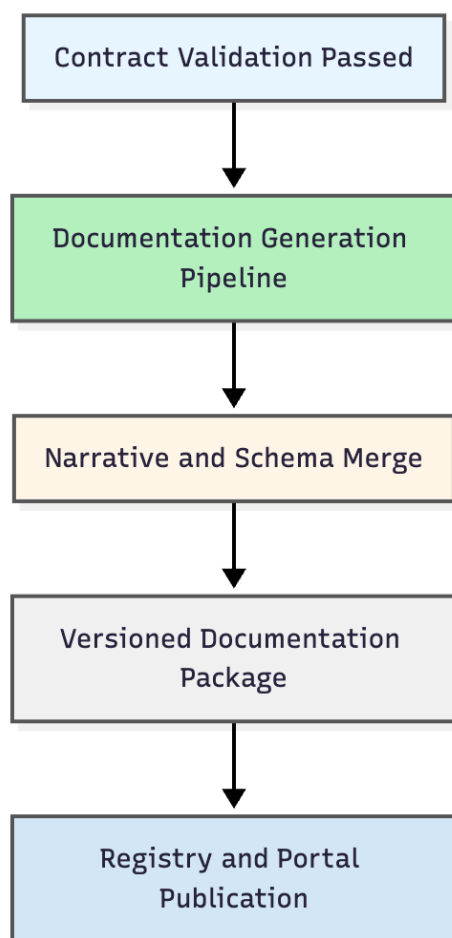 Contract Validation Passed
Documentation Generation
Pipeline
Narrative and Schema Merge
Versioned Documentation
Package
Registry and Portal
Publication